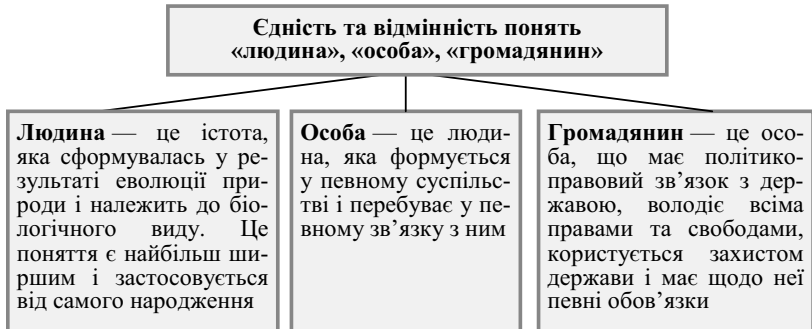 Єдність та відмінність понять
«людина», «особа», «громадянин»
Людина — це істота,
яка сформувалась у ре-
зультаті еволюції при-
роди і належить до біо-
логічного виду. Це
поняття є найбільш ши-
ршим і застосовується
від самого народження
Особа — це люди-
на, яка формується
у певному суспільс-
тві і перебуває у пе-
вному зв’язку з ним
Громадянин — це осо-
ба, що має політико-
правовий зв’язок з дер-
жавою, володіє всіма
правами та свободами,
користується захистом
держави і має щодо неї
певні обов’язки